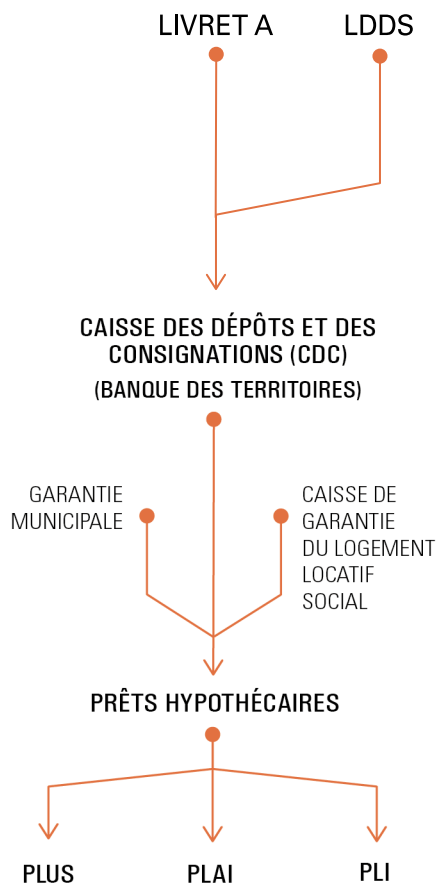 LIVRET A
LDDS
CAISSE DES DÉPÔTS ET DES
CONSIGNATIONS (CDC)
(BANQUE DES TERRITOIRES)
GARANTIE
MUNICIPALE
CAISSE DE
GARANTIE
DU LOGEMENT
LOCATIF
SOCIAL
PRÊTS HYPOTHÉCAIRES
PLUS
PLAI
PLI